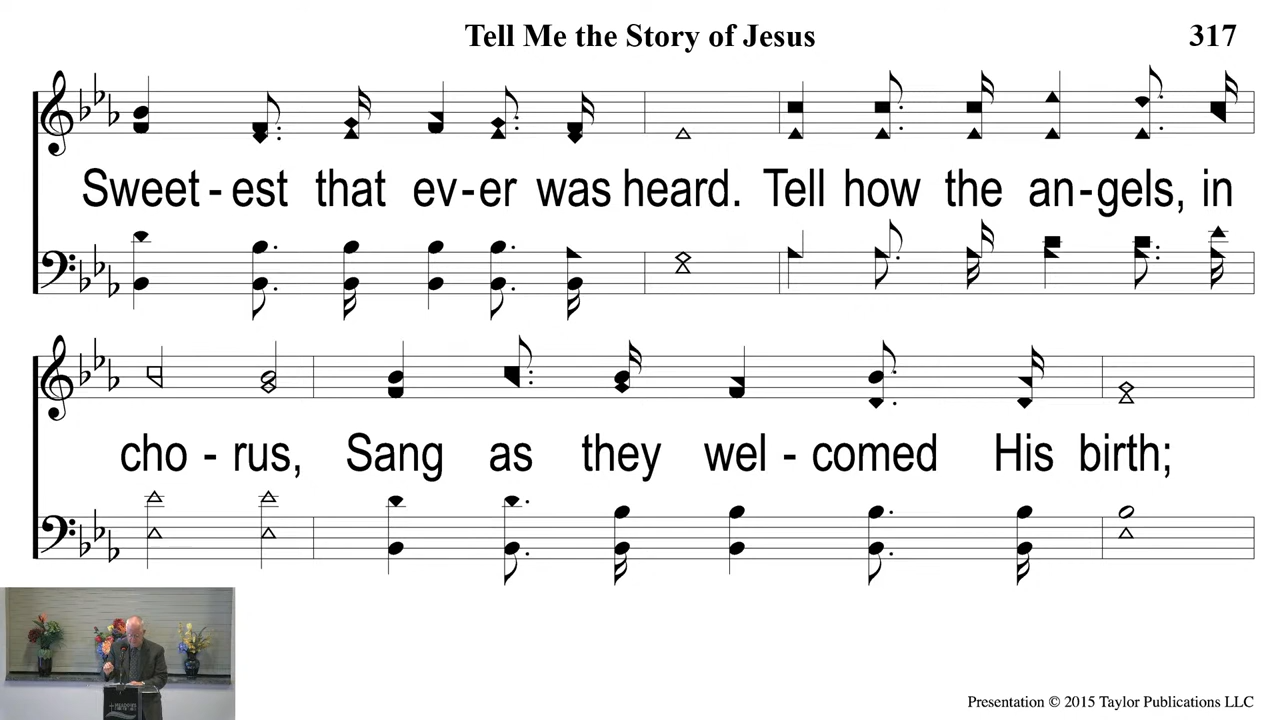 Tell Me the Story of Jesus
317
Sweet-est that ev-er was heard. Tell how the an-gels, in
cho-rus, Sang as they wel-comed His birth;
Presentation © 2015 Taylor Publications LLC